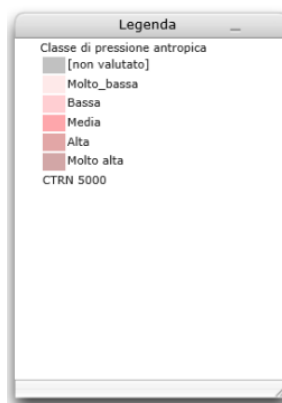 Legenda
Classe di pressione antropica
[non valutato]
Molto_bassa
Bassa
Media
Alta
Molto alta
CTRN 5000